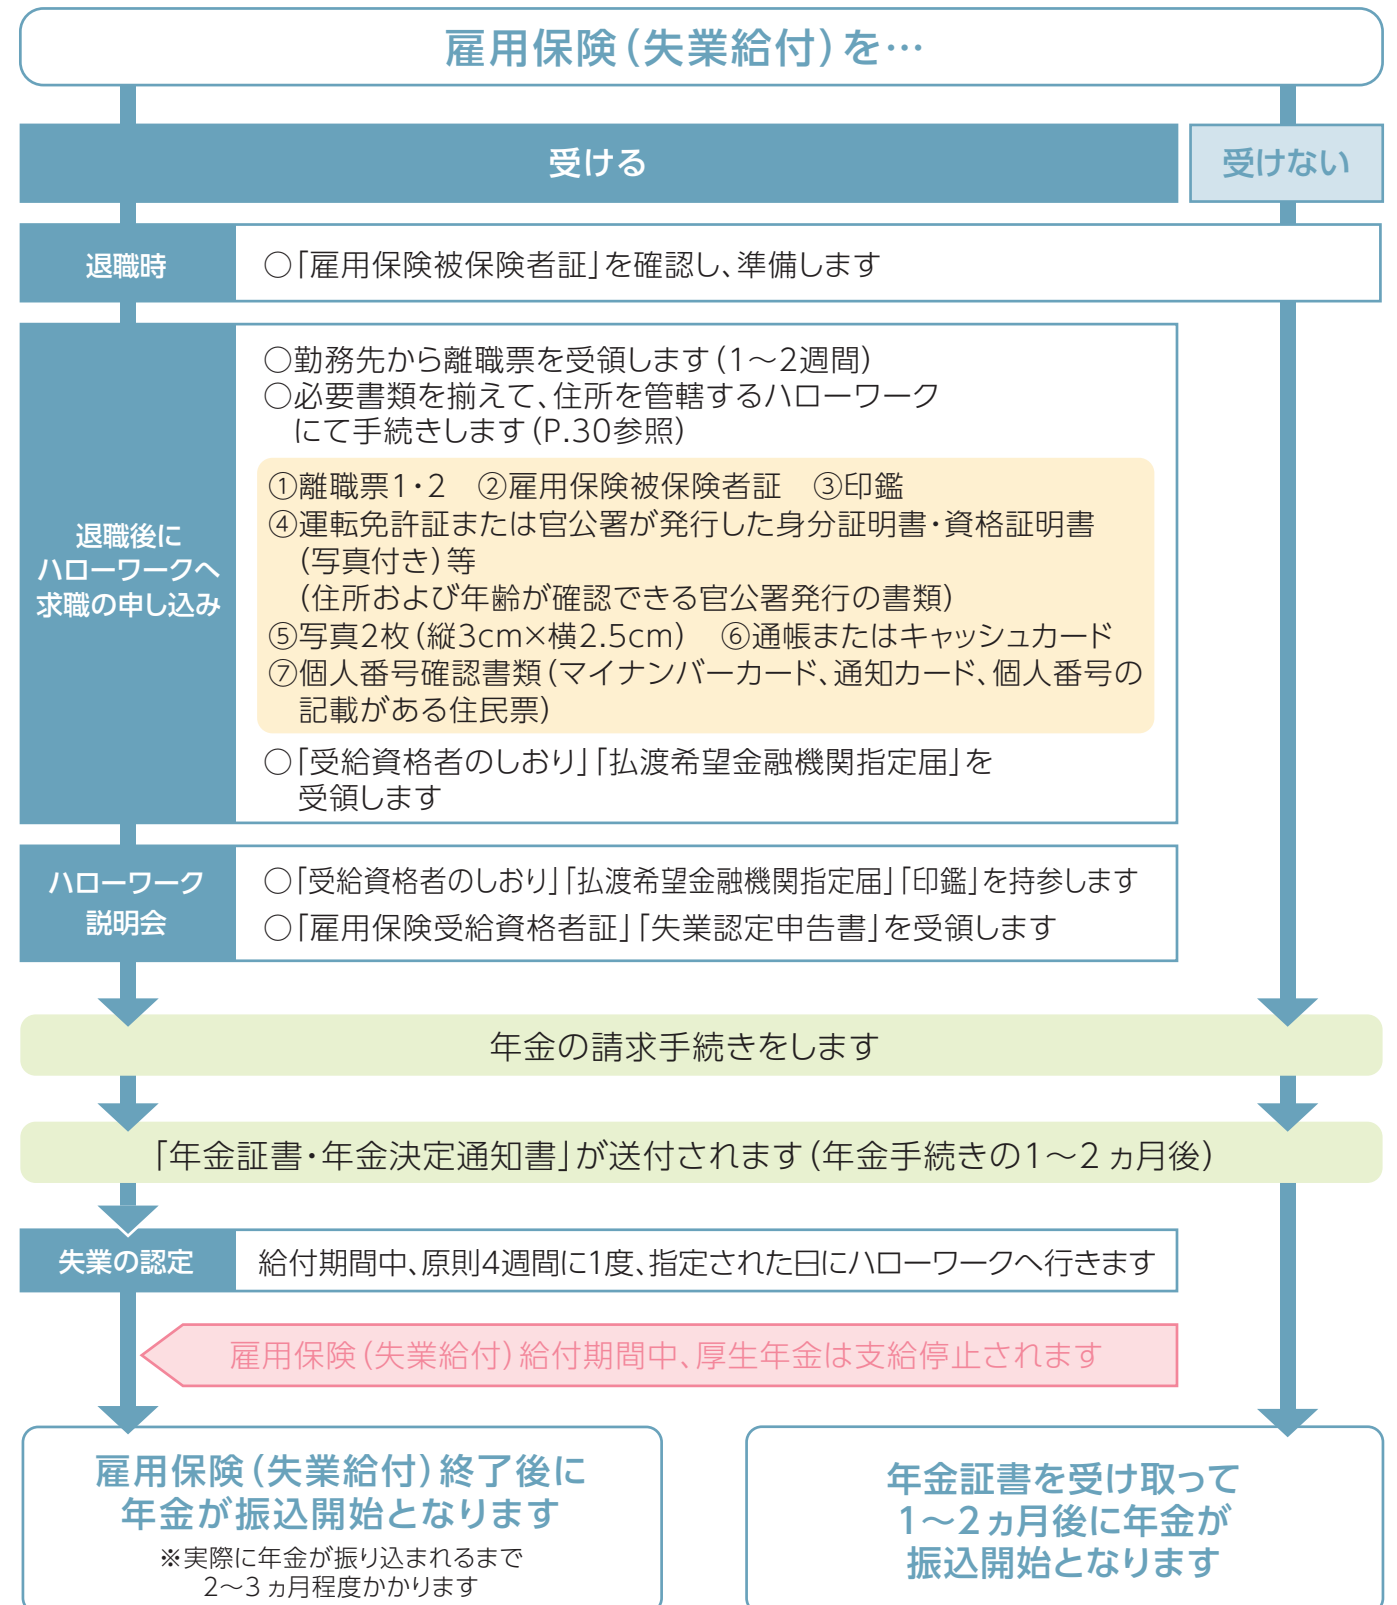 雇用保険（失業給付）を…
受ける
受けない
退職時
○「雇用保険被保険者証」を確認し、準備します
退職後に
ハローワークへ
求職の申し込み
○勤務先から離職票を受領します（1～2週間）
○必要書類を揃えて、住所を管轄するハローワーク
にて手続きします（P.30参照）
①離職票1・2　②雇用保険被保険者証　③印鑑
④運転免許証または官公署が発行した身分証明書・資格証明書
（写真付き）等
（住所および年齢が確認できる官公署発行の書類）
⑤写真2枚（縦3cm×横2.5cm）　⑥通帳またはキャッシュカード
⑦個人番号確認書類（マイナンバーカード、通知カード、個人番号の
記載がある住民票）
○「受給資格者のしおり」「払渡希望金融機関指定届」を
受領します
ハローワーク
説明会
○「受給資格者のしおり」「払渡希望金融機関指定届」「印鑑」を持参します
○「雇用保険受給資格者証」「失業認定申告書」を受領します
年金の請求手続きをします
「年金証書・年金決定通知書」が送付されます（年金手続きの1～2ヵ月後）
失業の認定
給付期間中、原則4週間に1度、指定された日にハローワークへ行きます
雇用保険（失業給付）給付期間中、厚生年金は支給停止されます
雇用保険（失業給付）終了後に
年金が振込開始となります
※実際に年金が振り込まれるまで
2～3ヵ月程度かかります
年金証書を受け取って
1～2ヵ月後に年金が
振込開始となります